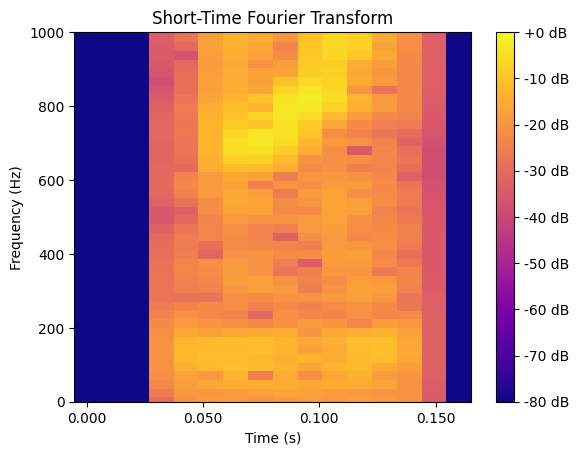 Short-Time Fourier Transform
Frequency (Hz)
1000
800
600
400
200
0
0.000
0.050
0.100
0.150
Time (s)
+0 dB
-10 dB
-20 dB
-30 dB
-40 dB
-50 dB
-60 dB
-70 dB
-80 dB